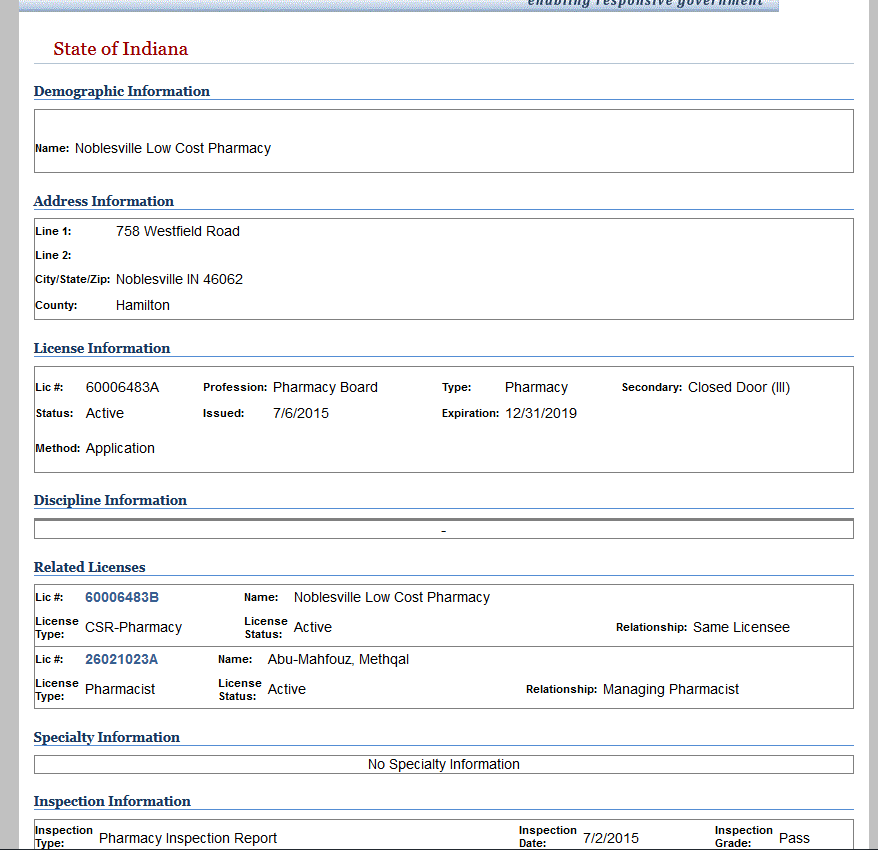 enabling responsive government
State of Indiana
Demographic Information
Name: Noblesville Low Cost Pharmacy
Address Information
Line 1: 758 Westfield Road
Line 2:
City/State/Zip: Noblesville IN 46062
County: Hamilton
License Information
Lic #: 60006483A Profession: Pharmacy Board Type: Pharmacy Secondary: Closed Door (III)
Status: Active Issued: 7/6/2015 Expiration: 12/31/2019
Method: Application
Discipline Information
-
Related Licenses
Lic #: 60006483B Name: Noblesville Low Cost Pharmacy
License Type: CSR-Pharmacy License Status: Active Relationship: Same Licensee
Lic #: 26021023A Name: Abu-Mahfouz, Methqal
License Type: Pharmacist License Status: Active Relationship: Managing Pharmacist
Specialty Information
No Specialty Information
Inspection Information
Inspection Type: Pharmacy Inspection Report Inspection Date: 7/2/2015 Inspection Grade: Pass